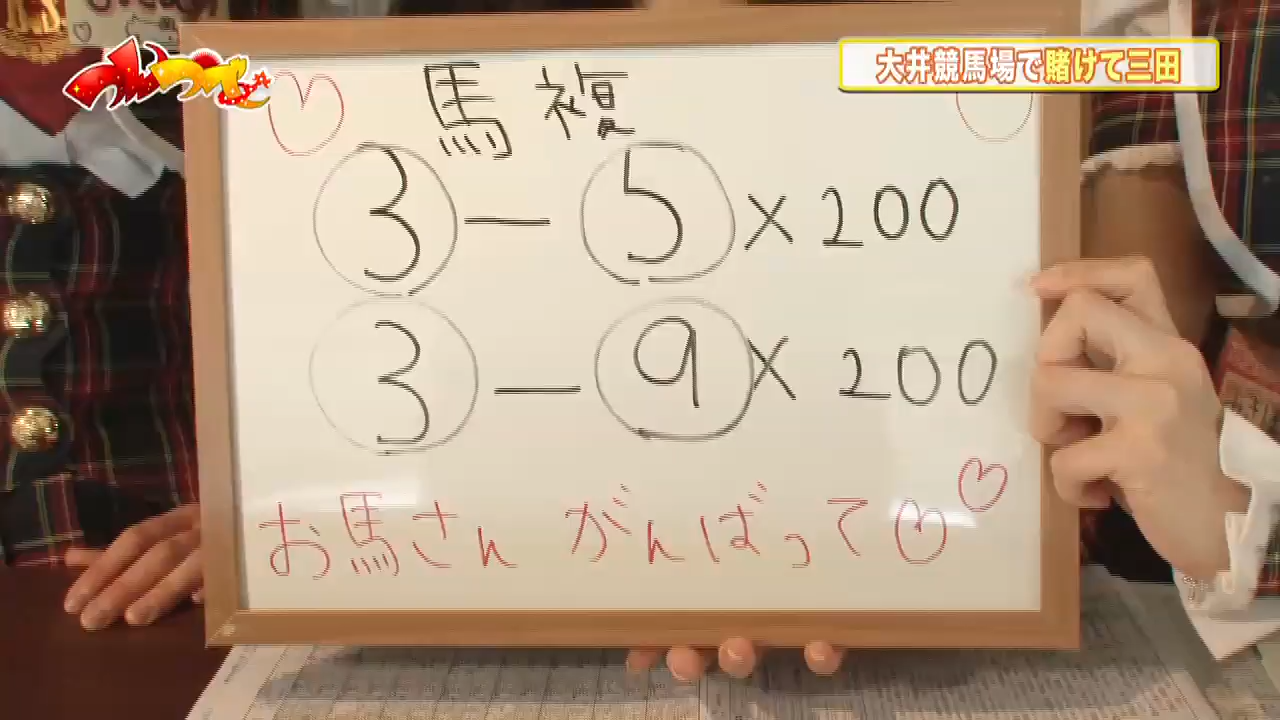 大井競馬場で賭けて三田
馬複
3 — 5 × 200
3 — 9 × 200
お馬さん がんばって